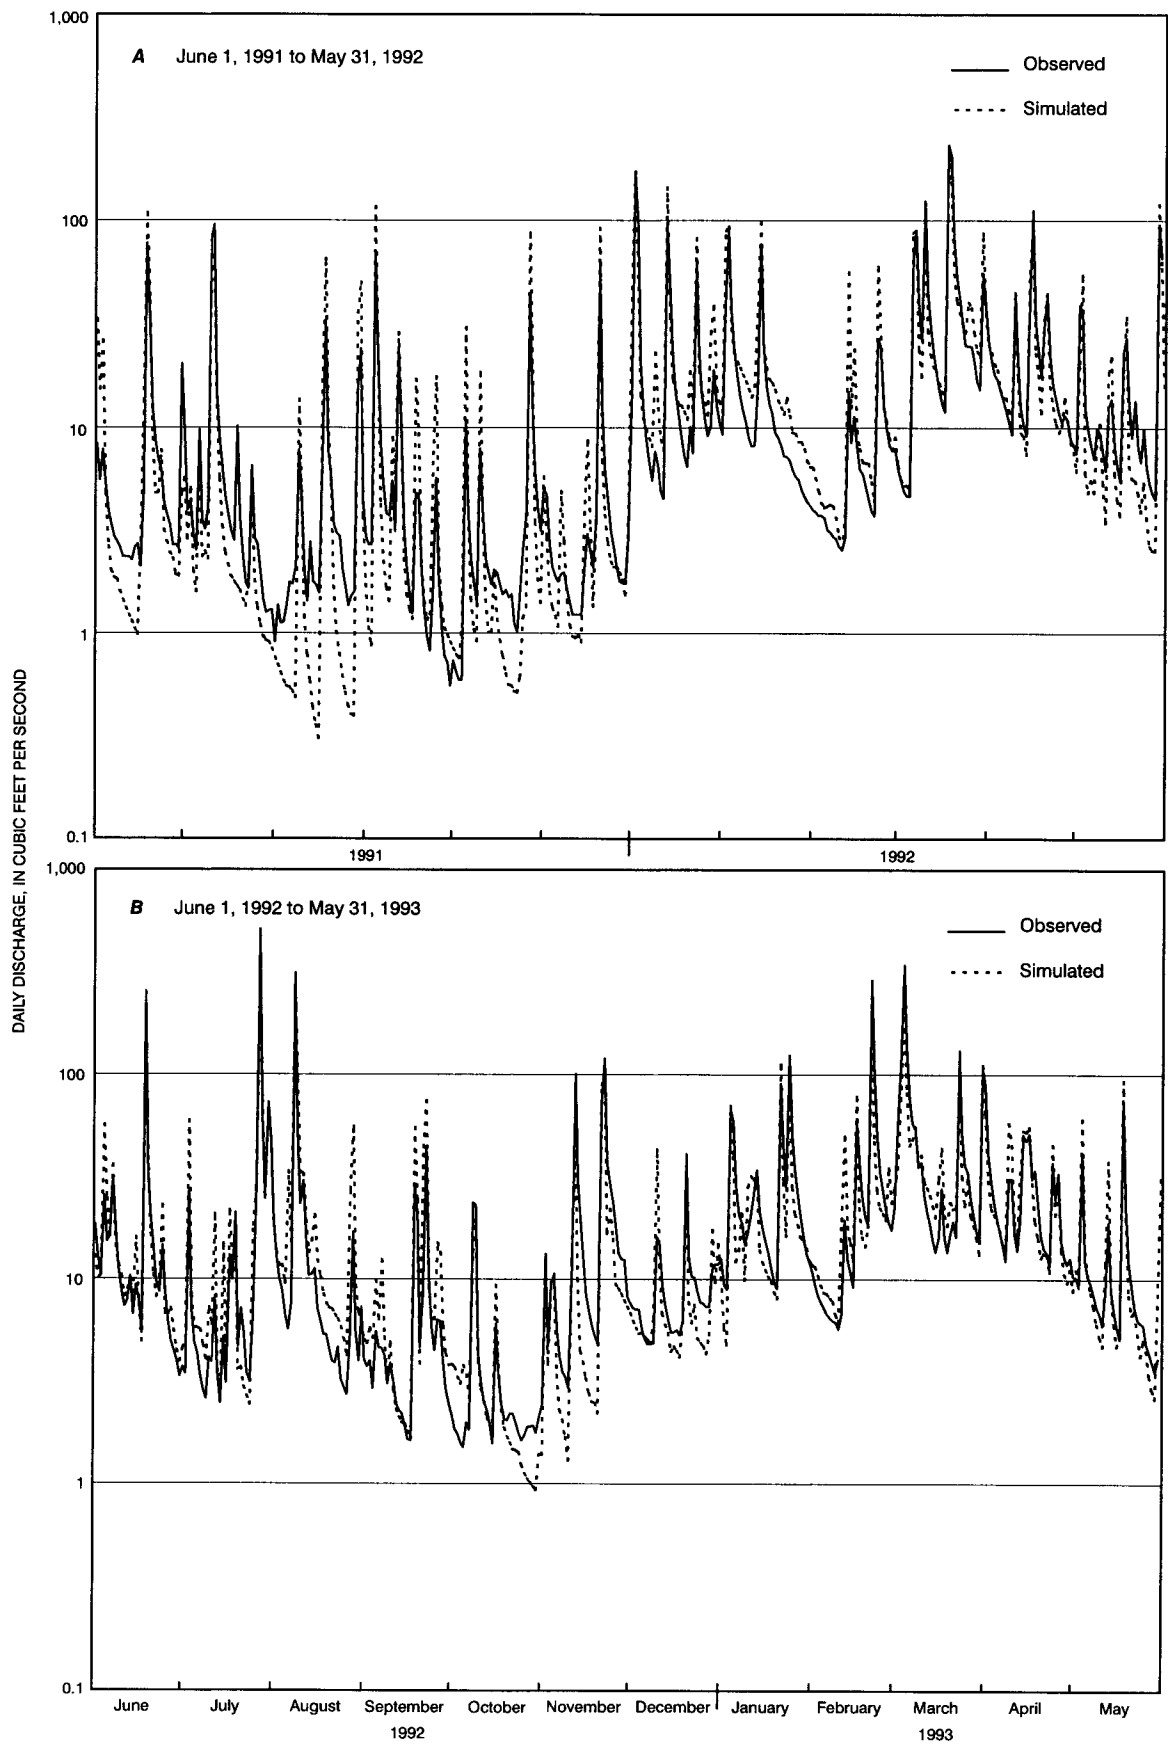 DAILY DISCHARGE, IN CUBIC FEET PER SECOND
1,000
A June 1, 1991 to May 31, 1992
Observed
Simulated
100
10
1
0.1
1991 1992
1,000
B June 1, 1992 to May 31, 1993
Observed
Simulated
100
10
1
0.1
June July August September October November December January February March April May
1992 1993